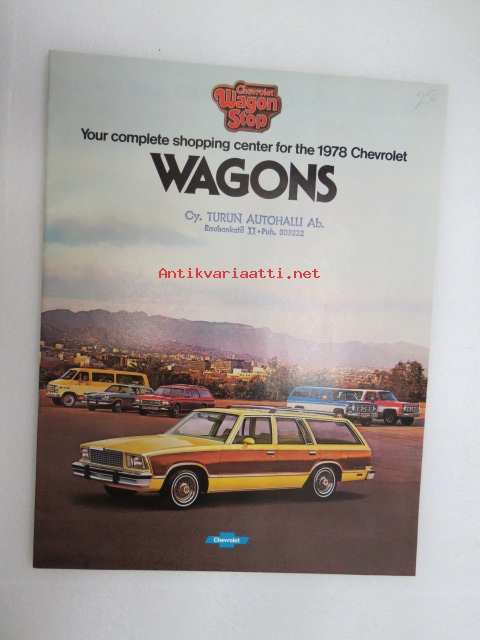 25
Chevrolet
Wagon
Stop
Your complete shopping center for the 1978 Chevrolet
WAGONS
Oy. TURUN AUTOHALLI Ab.
Antikvariaatti.net
Chevrolet